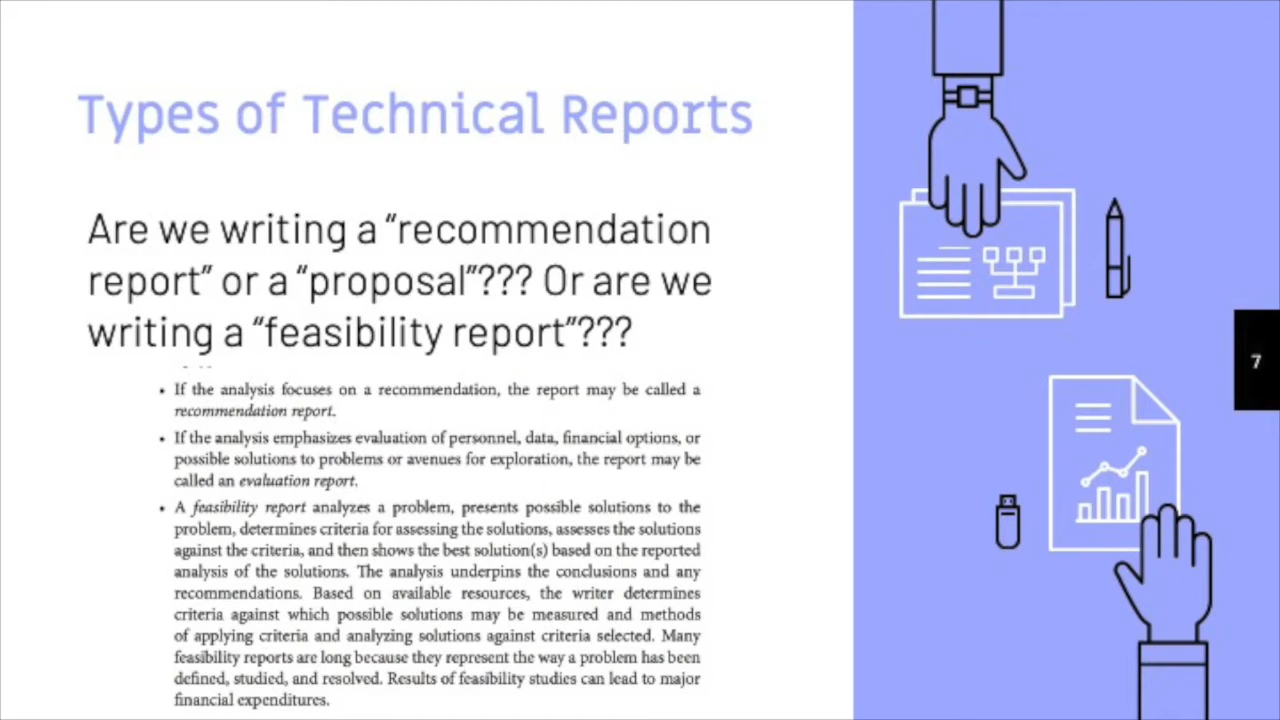 Types of Technical Reports
Are we writing a “recommendation
report” or a “proposal”??? Or are we
writing a “feasibility report”???
• If the analysis focuses on a recommendation, the report may be called a
recommendation report.
• If the analysis emphasizes evaluation of personnel, data, financial options, or
possible solutions to problems or avenues for exploration, the report may be
called an evaluation report.
• A feasibility report analyzes a problem, presents possible solutions to the
problem, determines criteria for assessing the solutions, assesses the solutions
against the criteria, and then shows the best solution(s) based on the reported
analysis of the solutions. The analysis underpins the conclusions and any
recommendations. Based on available resources, the writer determines
criteria against which possible solutions may be measured and methods
of applying criteria and analyzing solutions against criteria selected. Many
feasibility reports are long because they represent the way a problem has been
defined, studied, and resolved. Results of feasibility studies can lead to major
financial expenditures.
7